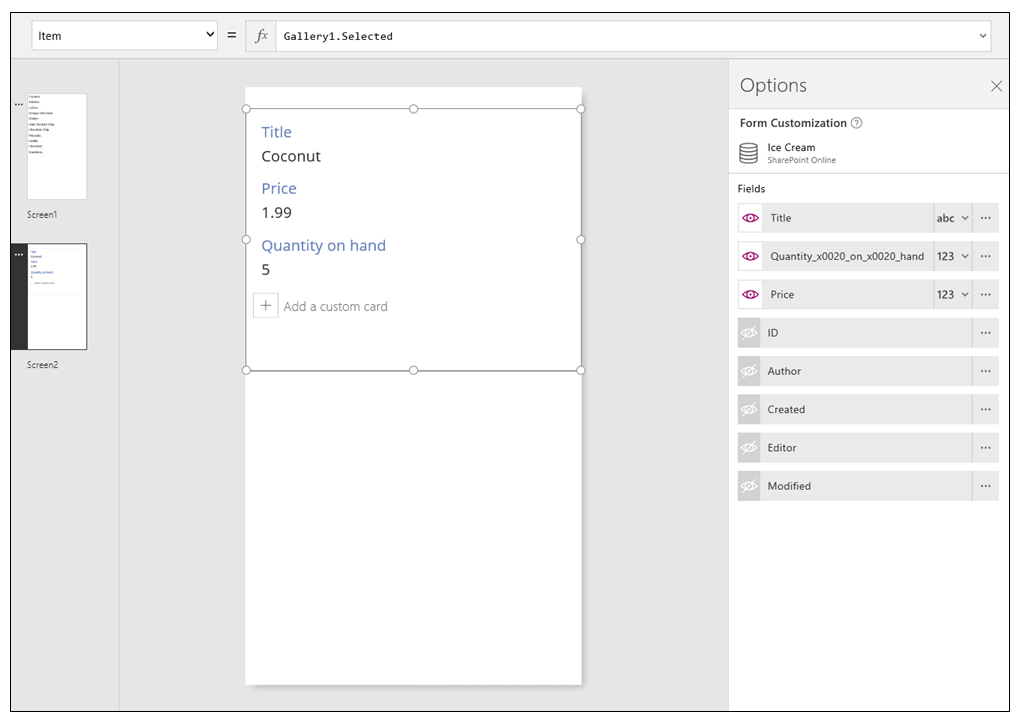 Item
=
fx
Gallery1.Selected
Options
Form Customization ?
Ice Cream
SharePoint Online
Fields
Title abc
Quantity_x0020_on_x0020_hand 123
Price 123
ID
Author
Created
Editor
Modified
Screen1
Screen2
Title
Coconut
Price
1.99
Quantity on hand
5
Add a custom card